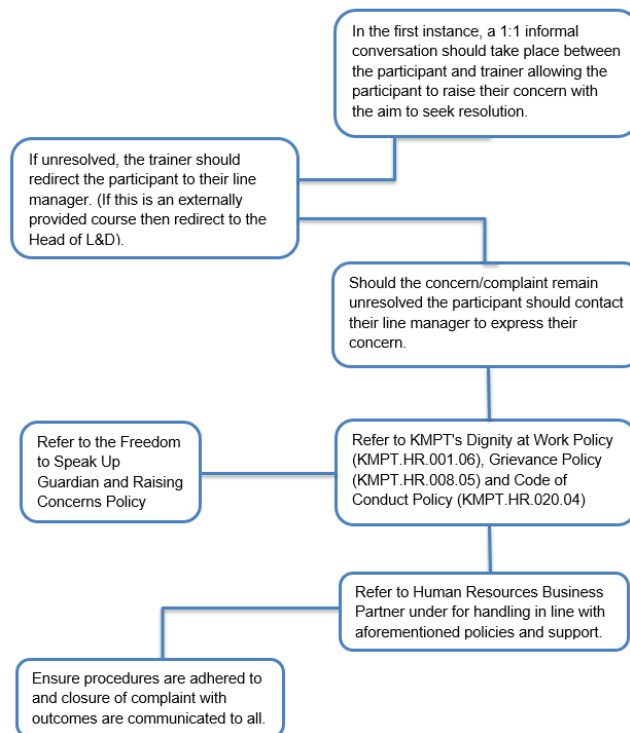 In the first instance, a 1:1 informal
conversation should take place between
the participant and trainer allowing the
participant to raise their concern with
the aim to seek resolution.
If unresolved, the trainer should
redirect the participant to their line
manager. (If this is an externally
provided course then redirect to the
Head of L&D).
Should the concern/complaint remain
unresolved the participant should contact
their line manager to express their
concern.
Refer to the Freedom
to Speak Up
Guardian and Raising
Concerns Policy
Refer to KMPT's Dignity at Work Policy
(KMPT.HR.001.06), Grievance Policy
(KMPT.HR.008.05) and Code of
Conduct Policy (KMPT.HR.020.04)
Refer to Human Resources Business
Partner under for handling in line with
aforementioned policies and support.
Ensure procedures are adhered to
and closure of complaint with
outcomes are communicated to all.